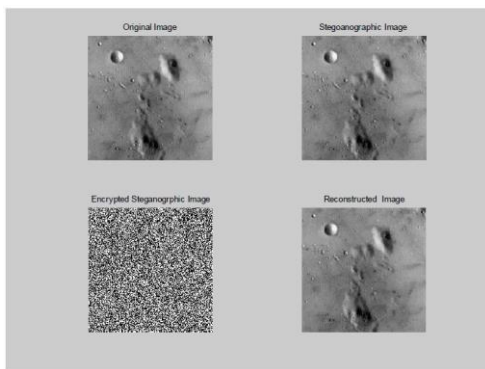 Original Image
Stegoanographic Image
Encrypted Steganogrphic Image
Reconstructed Image